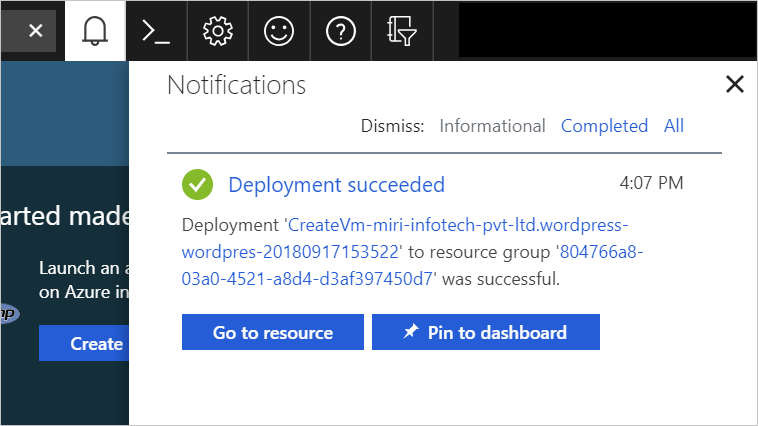 Notifications
Dismiss: Informational Completed All
Deployment succeeded 4:07 PM
Deployment 'CreateVm-miri-infotech-pvt-ltd.wordpress-
wordpres-20180917153522' to resource group '804766a8-
03a0-4521-a8d4-d3af397450d7' was successful.
Go to resource Pin to dashboard
arted made
Launch an a
on Azure in
Create